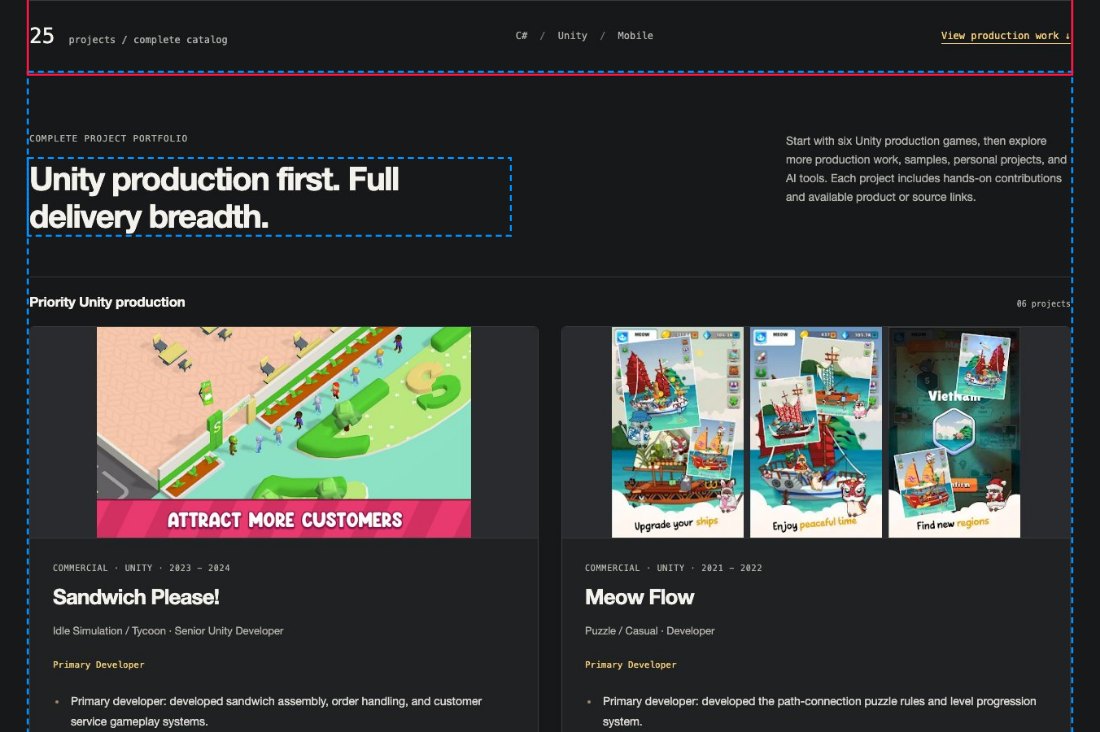 25 projects / complete catalog
C# / Unity / Mobile
View production work ↓
COMPLETE PROJECT PORTFOLIO
Unity production first. Full
delivery breadth.
Start with six Unity production games, then explore
more production work, samples, personal projects, and
AI tools. Each project includes hands-on contributions
and available product or source links.
Priority Unity production
06 projects
ATTRACT MORE CUSTOMERS
MEOW
MEOW
Vietnam
Upgrade your ships
Enjoy peaceful time
Find new regions
COMMERCIAL · UNITY · 2023 – 2024
Sandwich Please!
Idle Simulation / Tycoon · Senior Unity Developer
Primary Developer
• Primary developer: developed sandwich assembly, order handling, and customer
service gameplay systems.
COMMERCIAL · UNITY · 2021 – 2022
Meow Flow
Puzzle / Casual · Developer
Primary Developer
• Primary developer: developed the path-connection puzzle rules and level progression
system.